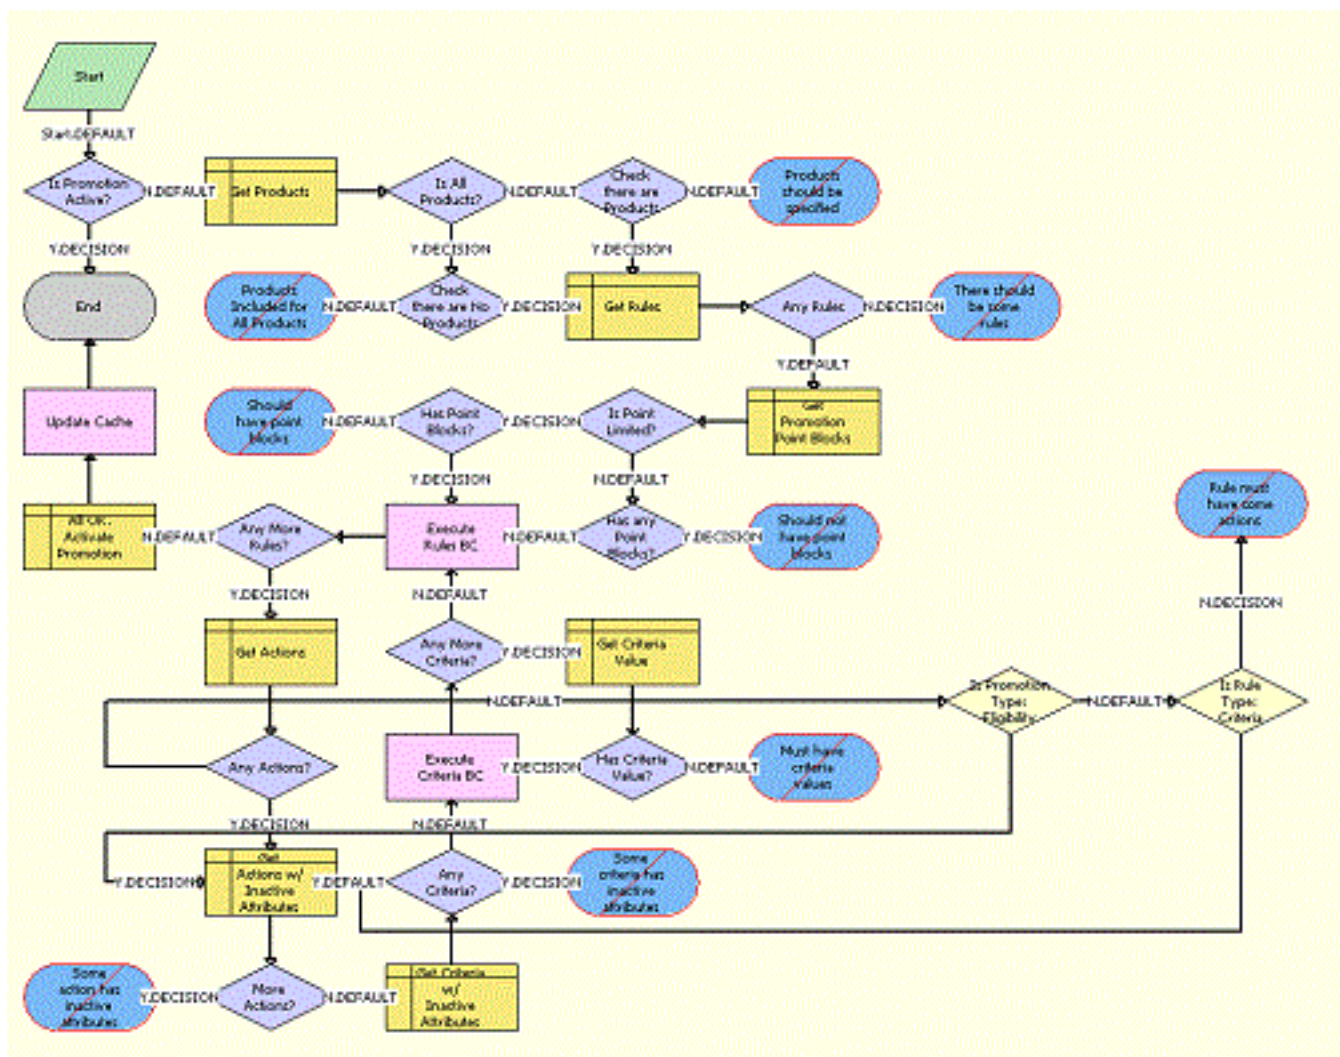 Start
Start.DEFAULT
Is Promotion
Active?
N.DEFAULT
Get Products
Is All
Products?
N.DEFAULT
Check
there are
Products
N.DEFAULT
Products
should be
specified
Y.DECISION
Y.DECISION
Y.DECISION
End
Products
Included for
All Products
N.DEFAULT
Check
there are No
Products
Y.DECISION
Get Rules
Any Rules
N.DECISION
There should
be some
rules
Y.DEFAULT
Update Cache
Should
have point
blocks
N.DEFAULT
Has Point
Blocks?
Y.DECISION
Is Point
Limited?
Get
Promotion
Point Blocks
Y.DECISION
N.DEFAULT
Rule must
have some
actions
All OK.
Activate
Promotion
N.DEFAULT
Any More
Rules?
Execute
Rules BC
N.DEFAULT
Has any
Point
Blocks?
Y.DECISION
Should not
have point
blocks
Y.DECISION
N.DEFAULT
N.DECISION
Get Actions
Any More
Criteria?
Y.DECISION
Get Criteria
Value
N.DEFAULT
Is Promotion
Type:
Eligibility
N.DEFAULT
Is Rule
Type:
Criteria
Any Actions?
Execute
Criteria BC
Y.DECISION
Has Criteria
Value?
N.DEFAULT
Must have
criteria
values
Y.DECISION
N.DEFAULT
Y.DECISION
Get
Actions w/
Inactive
Attributes
Y.DEFAULT
Any
Criteria?
Y.DECISION
Some
criteria has
inactive
attributes
Some
action has
inactive
attributes
Y.DECISION
More
Actions?
N.DEFAULT
Get Criteria
w/
Inactive
Attributes